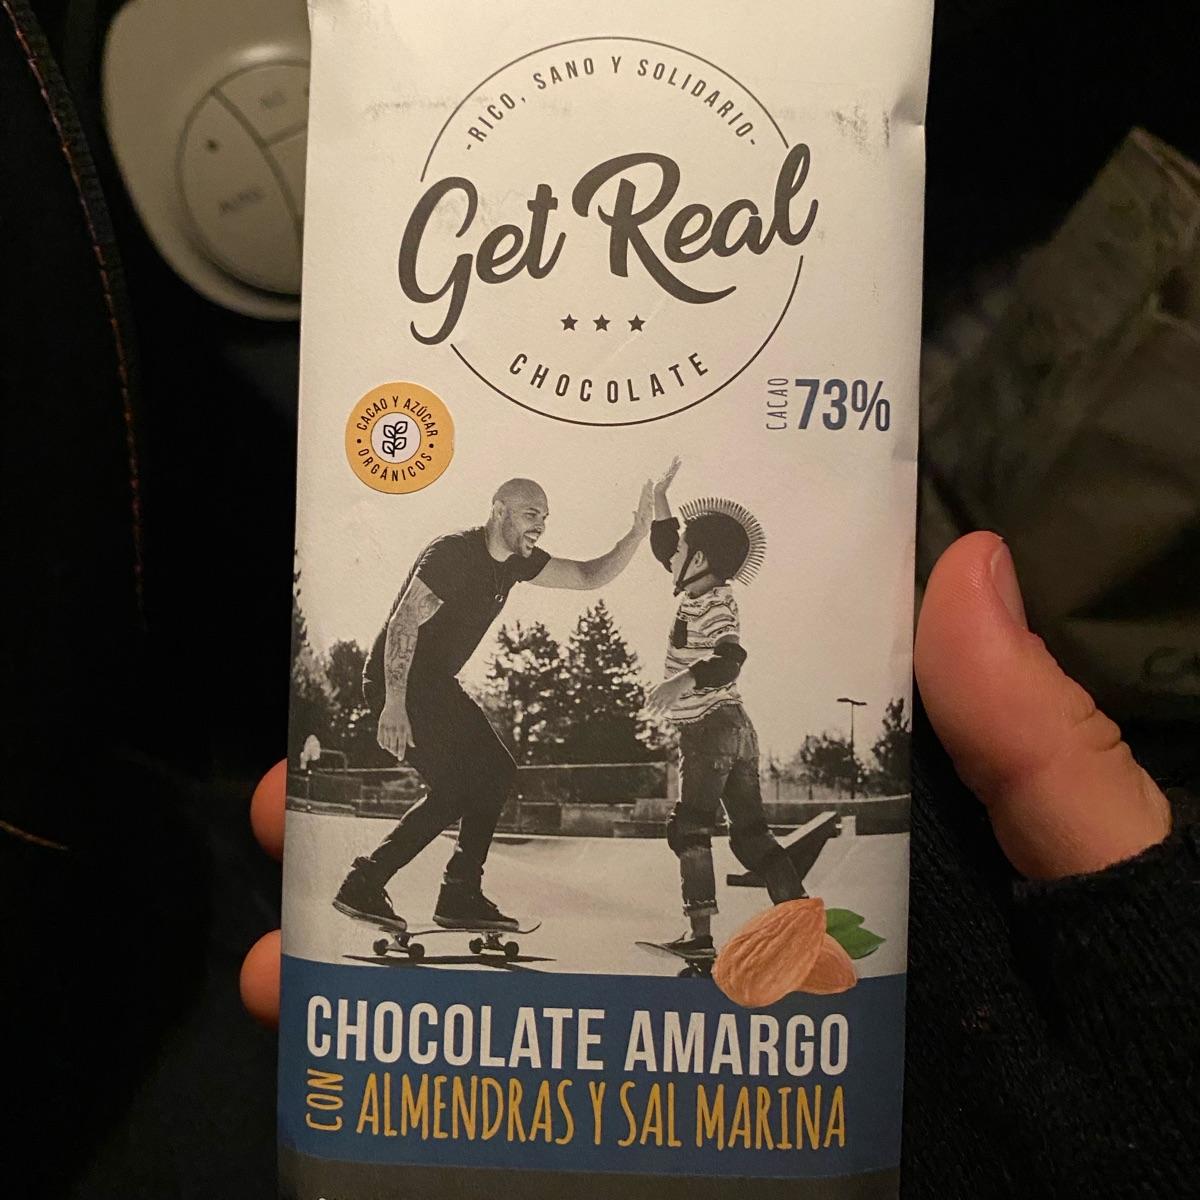 -RICO, SANO Y SOLIDARIO-
Get Real
CHOCOLATE
CACAO 73%
CACAO Y AZÚCAR
• ORGÁNICOS •
CHOCOLATE AMARGO
CON ALMENDRAS Y SAL MARINA